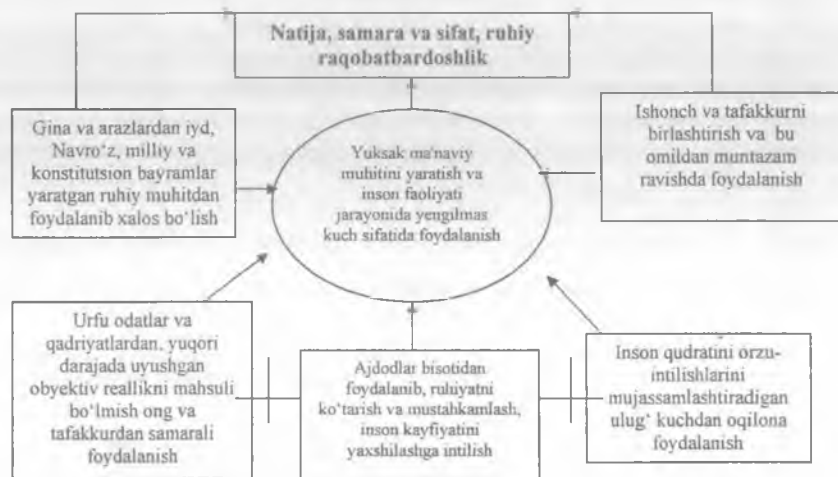 Natija, samara va sifat, ruhiy
raqobatbardoshlik
Gina va arazlardan iyd,
Navro‘z, milliy va
konstitutsion bayramlar
yaratgan ruhiy muhitdan
foydalanib xalos bo‘lish
Yuksak ma'naviy
muhitini yaratish va
inson faoliyati
jarayonida yengilmas
kuch sifatida foydalanish
Ishonch va tafakkurni
birlashtirish va bu
omildan muntazam
ravishda foydalanish
Urfu odatlar va
qadriyatlardan, yuqori
darajada uyushgan
obyektiv reallikni mahsuli
bo‘lmish ong va
tafakkurdan samarali
foydalanish
Ajdodlar bisotidan
foydalanib, ruhiyatni
ko‘tarish va mustahkamlash,
inson kayfiyatini
yaxshilashga intilish
Inson qudratini orzu-
intilishlarini
mujassamlashtiradigan
ulug‘ kuchdan oqilona
foydalanish